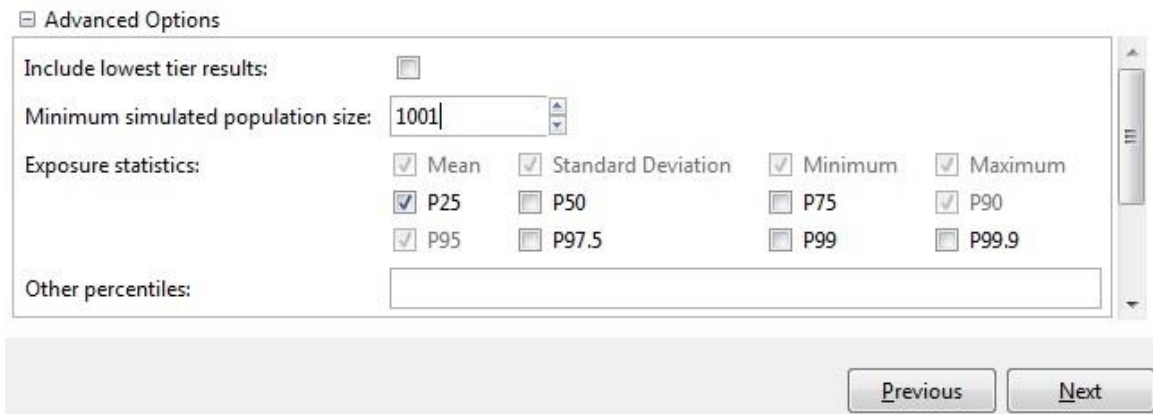 Advanced Options
Include lowest tier results:
Minimum simulated population size: 1001
Exposure statistics: Mean Standard Deviation Minimum Maximum
P25 P50 P75 P90
P95 P97.5 P99 P99.9
Other percentiles:
Previous Next